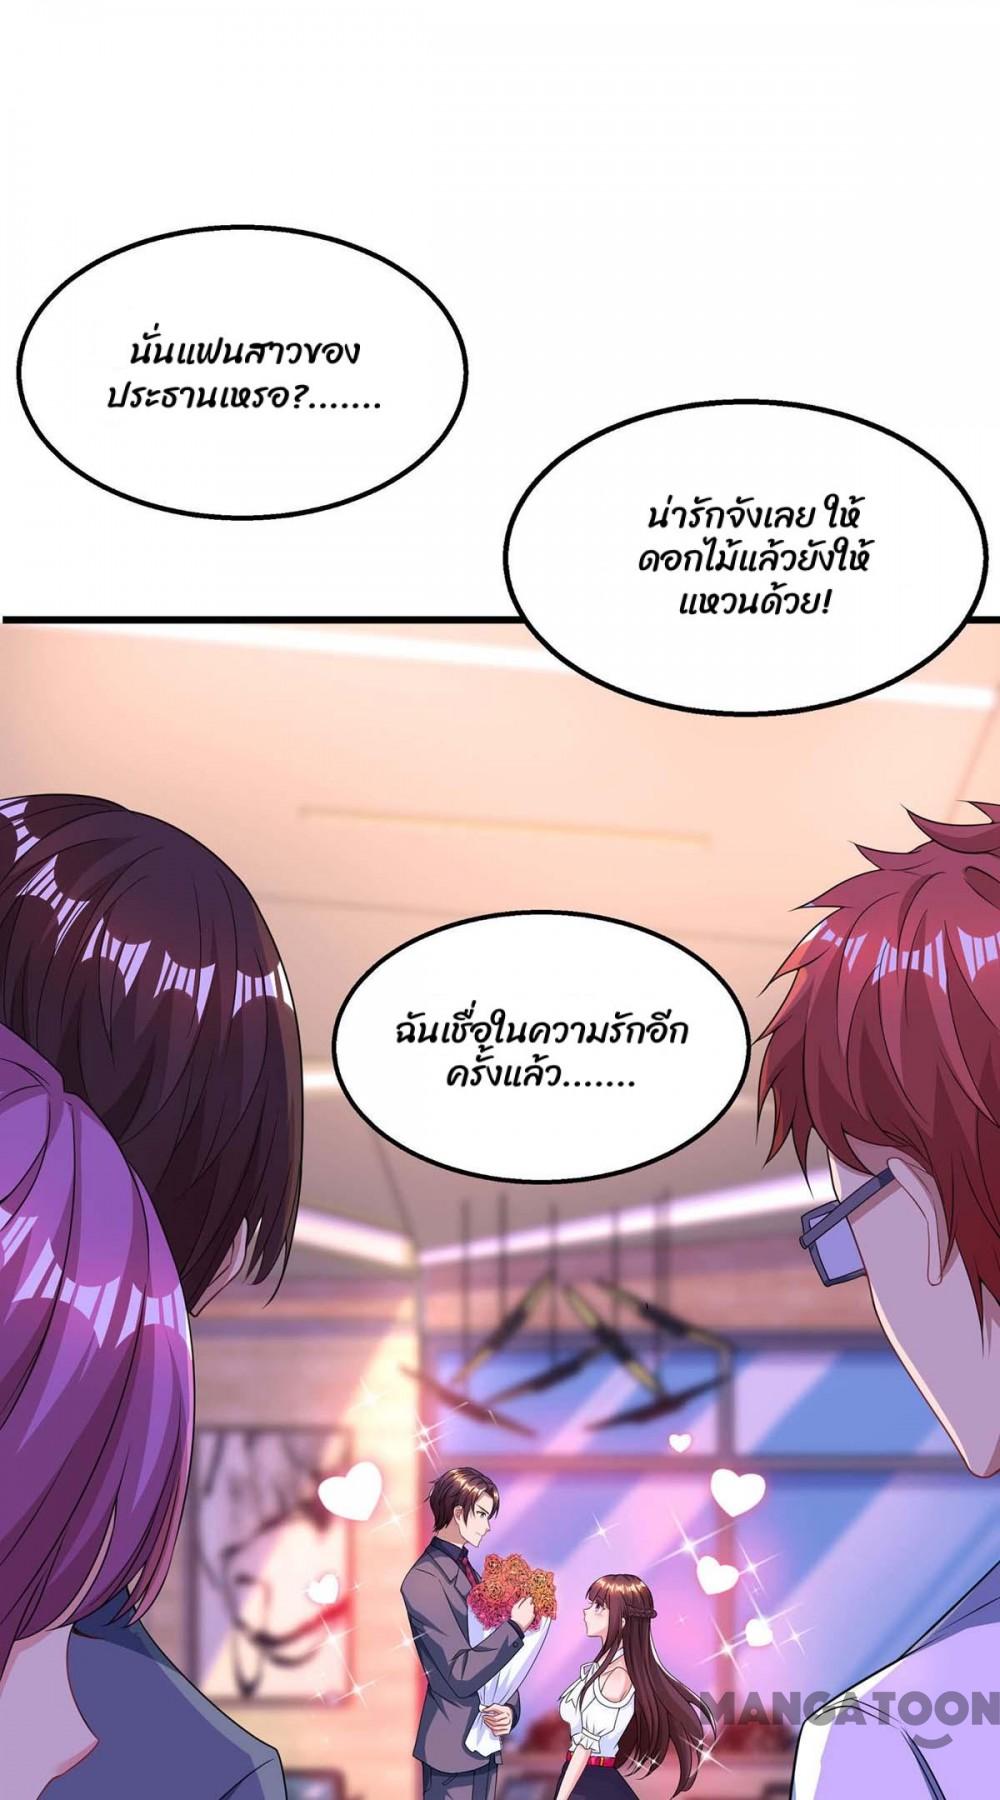 นั่นแฟนสาวของ
ประธานเหรอ?.......
น่ารักจังเลย ให้
ดอกไม้แล้วยังให้
แหวนด้วย!
ฉันเชื่อในความรักอีก
ครั้งแล้ว.......
MANGATOON